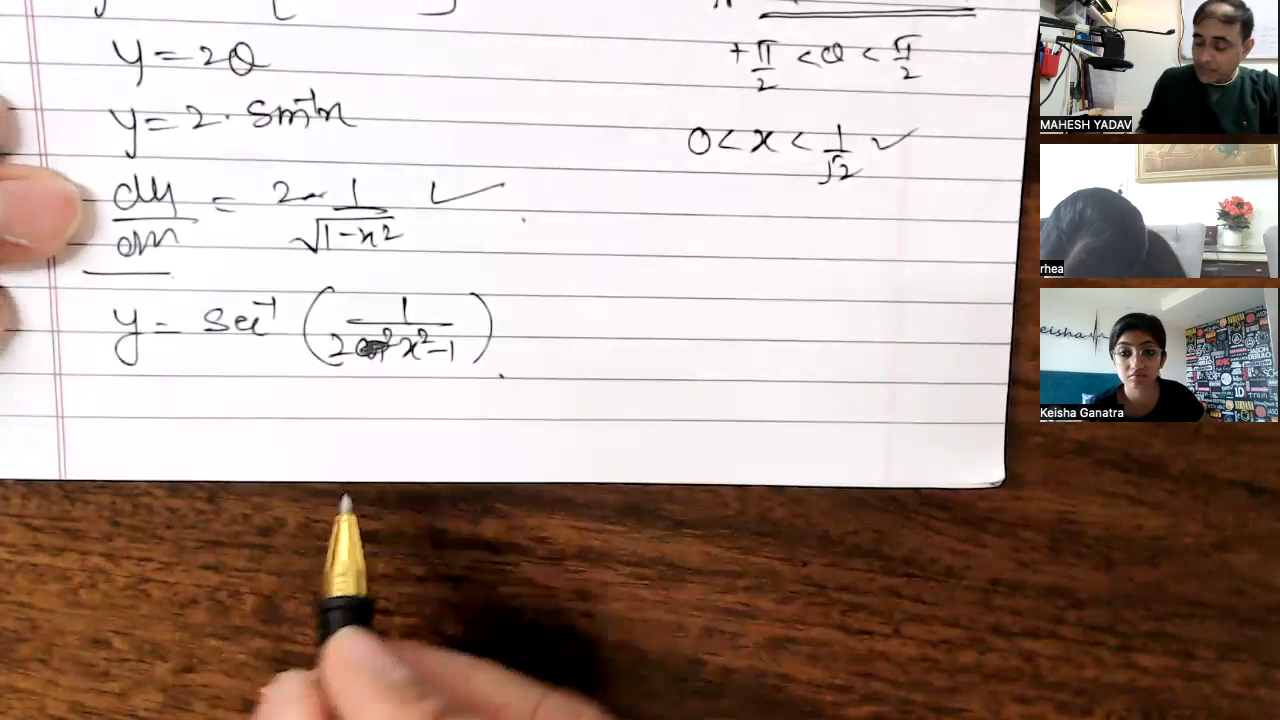 y = 2θ
y = 2 · Sin⁻¹x
dy/dx = 2 · 1/√(1-x²) ✓
y = Sec⁻¹ (1/(2x²-1))
+π/2 < θ < π/2
0 < x < 1/√2 ✓
MAHESH YADAV
rhea
keisha
Keisha Ganatra